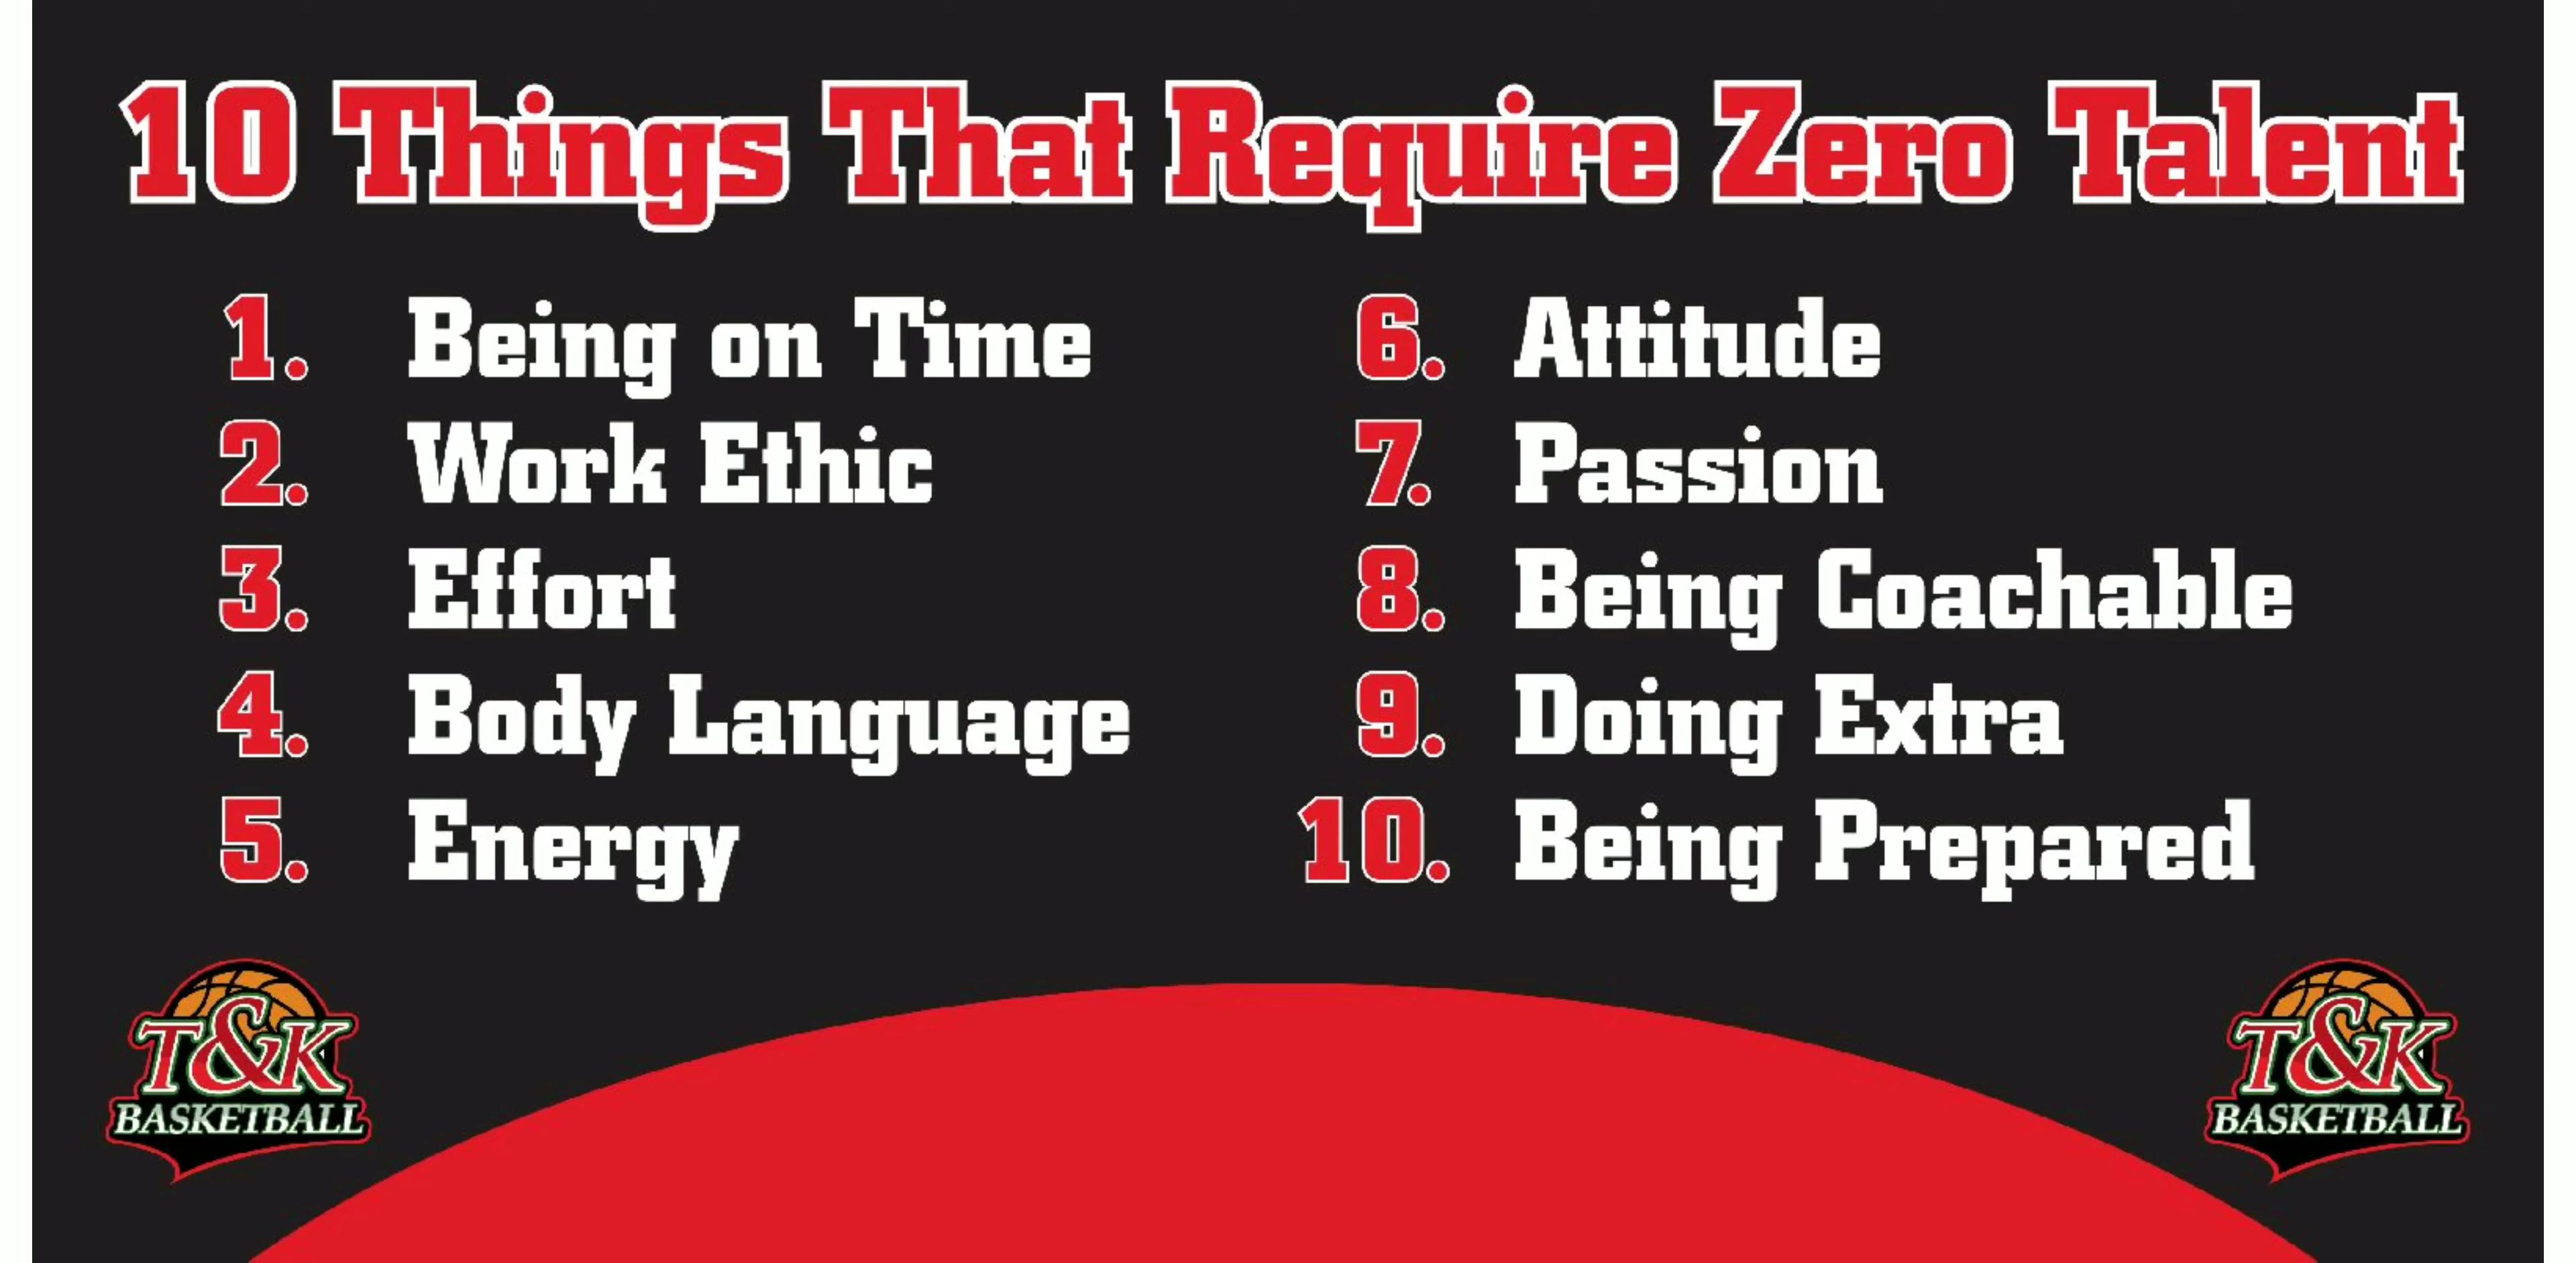 10 Things That Require Zero Talent
1. Being on Time
2. Work Ethic
3. Effort
4. Body Language
5. Energy
6. Attitude
7. Passion
8. Being Coachable
9. Doing Extra
10. Being Prepared
T&K
BASKETBALL
T&K
BASKETBALL